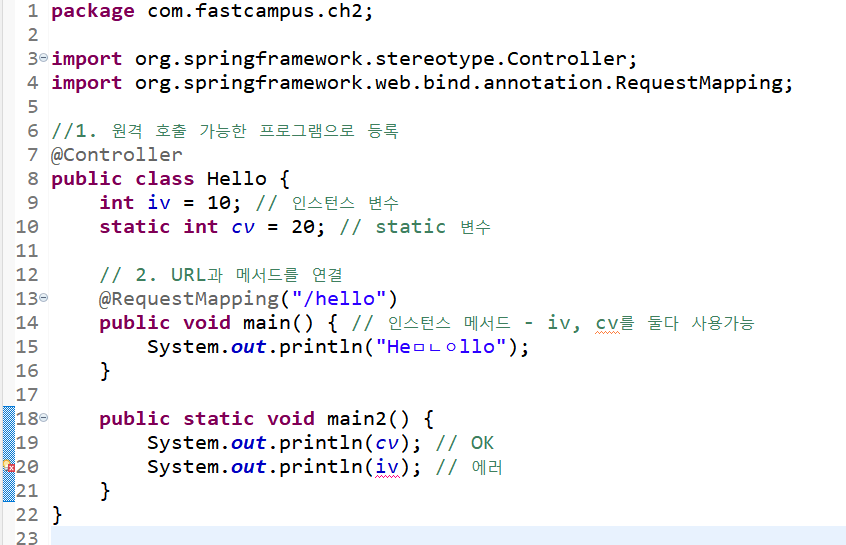 1 package com.fastcampus.ch2;
2
3 import org.springframework.stereotype.Controller;
4 import org.springframework.web.bind.annotation.RequestMapping;
5
6 //1. 원격 호출 가능한 프로그램으로 등록
7 @Controller
8 public class Hello {
9     int iv = 10; // 인스턴스 변수
10     static int cv = 20; // static 변수
11
12     // 2. URL과 메서드를 연결
13     @RequestMapping("/hello")
14     public void main() { // 인스턴스 메서드 - iv, cv를 둘다 사용가능
15         System.out.println("Heㅁㄴㅇllo");
16     }
17
18     public static void main2() {
19         System.out.println(cv); // OK
20         System.out.println(iv); // 에러
21     }
22 }
23